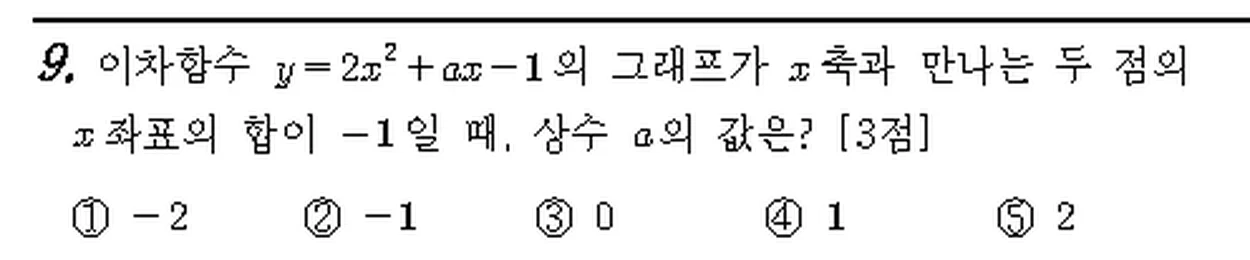 9. 이차함수 y=2x²+ax-1의 그래프가 x축과 만나는 두 점의
x좌표의 합이 -1일 때, 상수 a의 값은? [3점]
① -2 ② -1 ③ 0 ④ 1 ⑤ 2